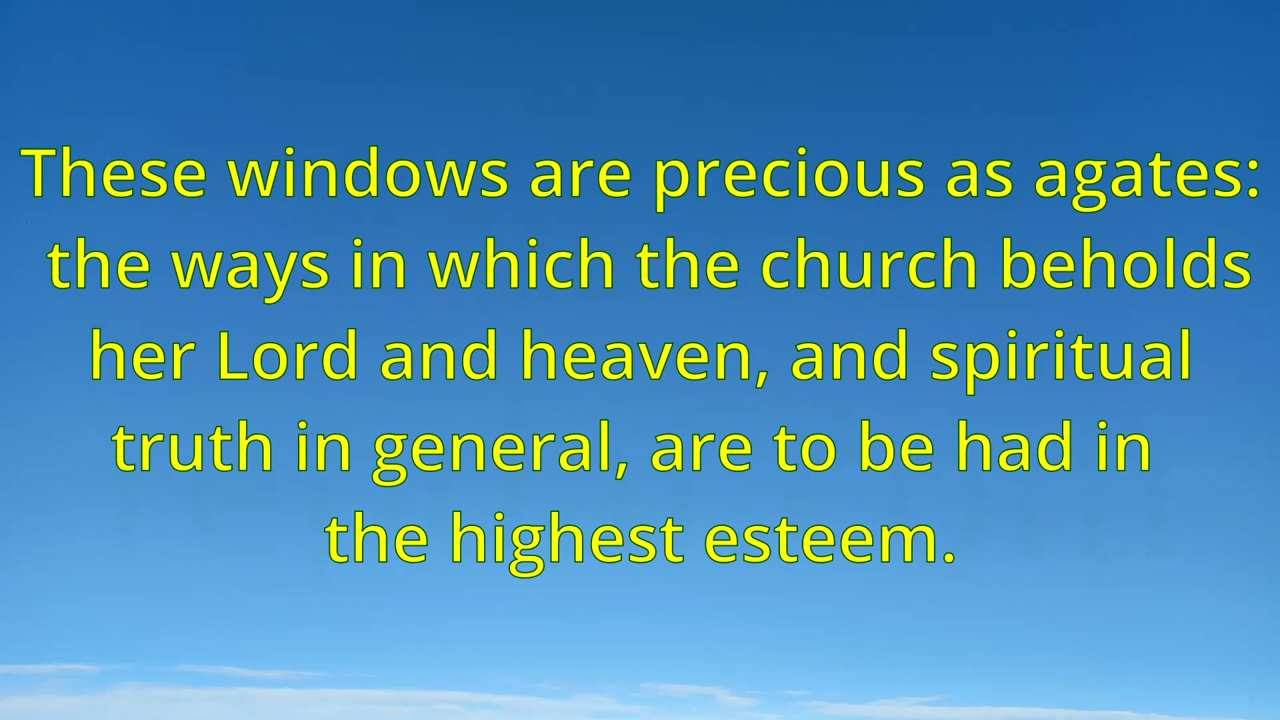 These windows are precious as agates:
the ways in which the church beholds
her Lord and heaven, and spiritual
truth in general, are to be had in
the highest esteem.